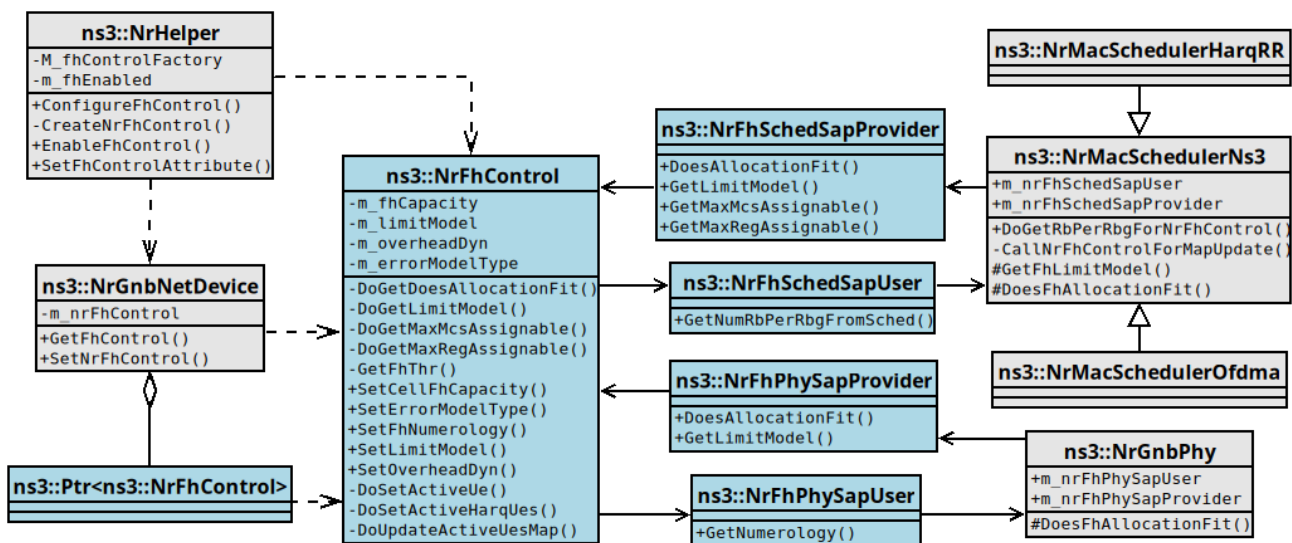 ns3::NrHelper
-M_fhControlFactory
-m_fhEnabled
+ConfigureFhControl()
-CreateNrFhControl()
+EnableFhControl()
+SetFhControlAttribute()
ns3::NrGnbNetDevice
-m_nrFhControl
+GetFhControl()
+SetNrFhControl()
ns3::Ptr<ns3::NrFhControl>
ns3::NrFhControl
-m_fhCapacity
-m_limitModel
-m_overheadDyn
-m_errorModelType
-DoGetDoesAllocationFit()
-DoGetLimitModel()
-DoGetMaxMcsAssignable()
-DoGetMaxRegAssignable()
-GetFhThr()
+SetCellFhCapacity()
+SetErrorModelType()
+SetFhNumerology()
+SetLimitModel()
+SetOverheadDyn()
-DoSetActiveUe()
-DoSetActiveHarqUes()
-DoUpdateActiveUesMap()
ns3::NrFhSchedSapProvider
+DoesAllocationFit()
+GetLimitModel()
+GetMaxMcsAssignable()
+GetMaxRegAssignable()
ns3::NrFhSchedSapUser
+GetNumRbPerRbgFromSched()
ns3::NrFhPhySapProvider
+DoesAllocationFit()
+GetLimitModel()
ns3::NrFhPhySapUser
+GetNumerology()
ns3::NrMacSchedulerHarqRR
ns3::NrMacSchedulerNs3
+m_nrFhSchedSapUser
+m_nrFhSchedSapProvider
+DoGetRbPerRbgForNrFhControl()
-CallNrFhControlForMapUpdate()
#GetFhLimitModel()
#DoesFhAllocationFit()
ns3::NrMacSchedulerOfdma
ns3::NrGnbPhy
+m_nrFhPhySapUser
+m_nrFhPhySapProvider
#DoesFhAllocationFit()